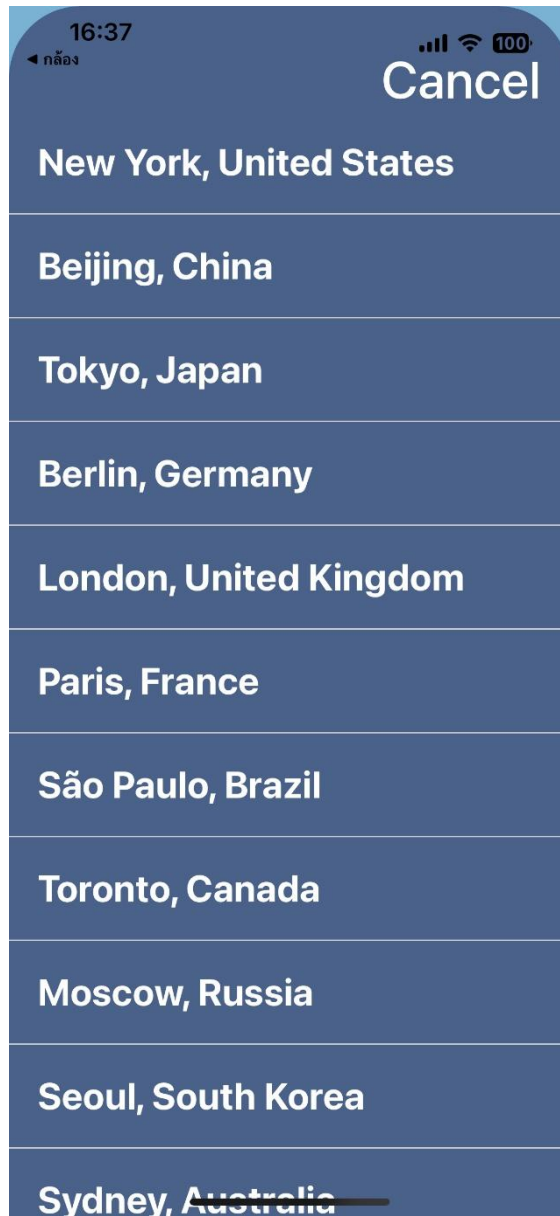 16:37
100
◀ กล้อง
Cancel
New York, United States
Beijing, China
Tokyo, Japan
Berlin, Germany
London, United Kingdom
Paris, France
São Paulo, Brazil
Toronto, Canada
Moscow, Russia
Seoul, South Korea
Sydney, Australia